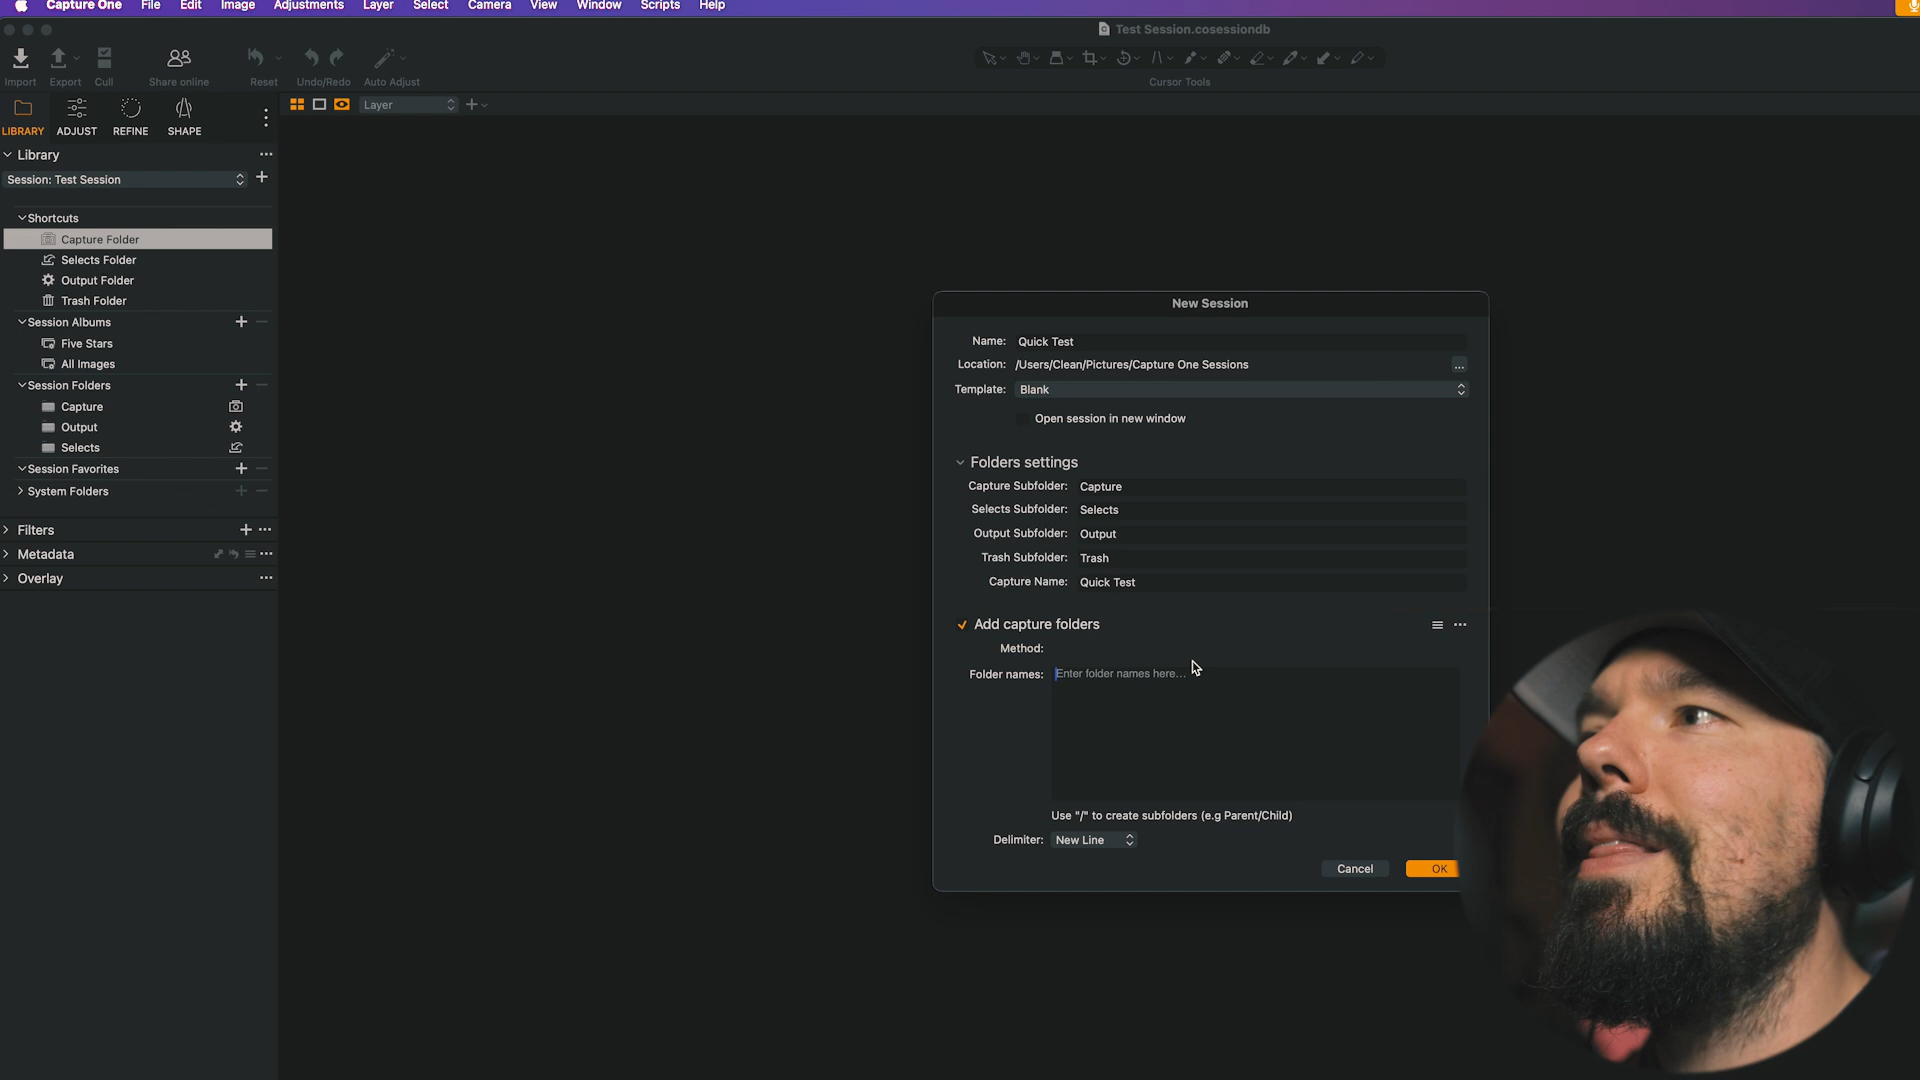 Capture One File Edit Image Adjustments Layer Select Camera View Window Scripts Help
Test Session.cosessiondb
Import Export Cull Share online Reset Undo/Redo Auto Adjust Cursor Tools
LIBRARY ADJUST REFINE SHAPE
Layer
Library
Session: Test Session
Shortcuts
Capture Folder
Selects Folder
Output Folder
Trash Folder
Session Albums
Five Stars
All Images
Session Folders
Capture
Output
Selects
Session Favorites
System Folders
Filters
Metadata
Overlay
New Session
Name: Quick Test
Location: /Users/Clean/Pictures/Capture One Sessions ...
Template: Blank
Open session in new window
Folders settings
Capture Subfolder: Capture
Selects Subfolder: Selects
Output Subfolder: Output
Trash Subfolder: Trash
Capture Name: Quick Test
Add capture folders
Method:
Folder names: Enter folder names here...
Use "/" to create subfolders (e.g Parent/Child)
Delimiter: New Line
Cancel OK